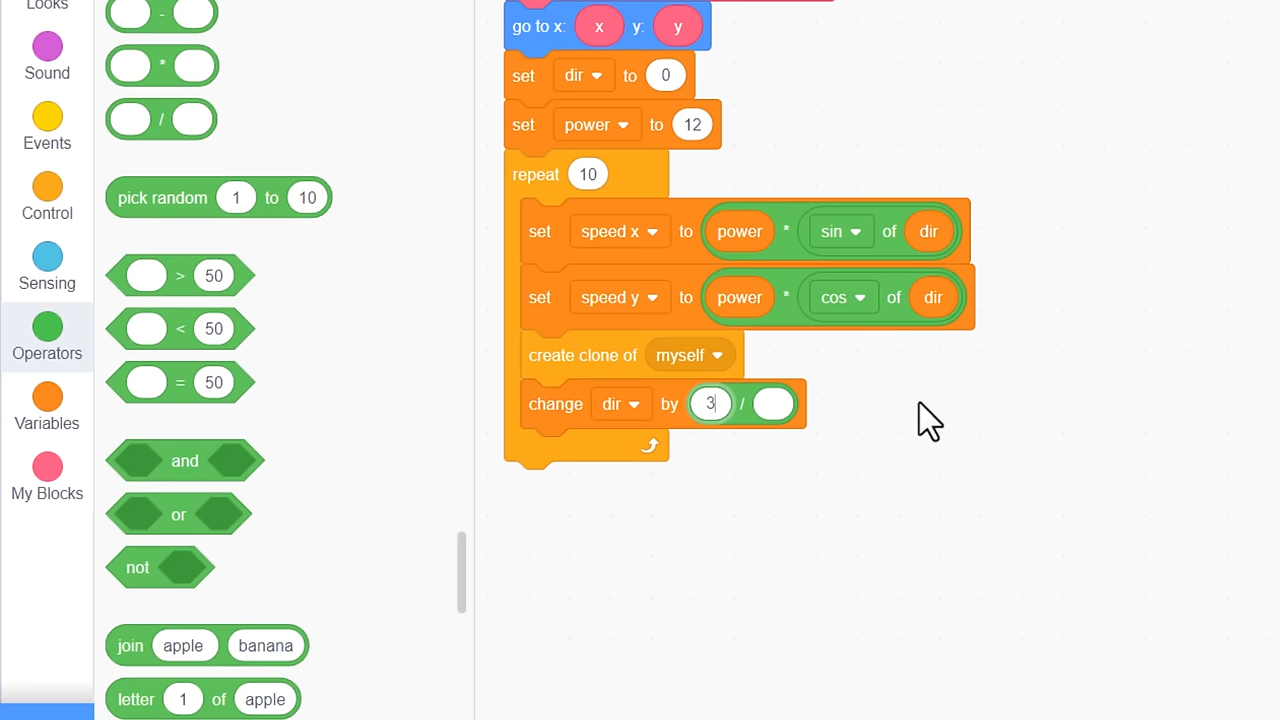 Looks
Sound
Events
Control
Sensing
Operators
Variables
My Blocks
-
*
/
pick random 1 to 10
> 50
< 50
= 50
and
or
not
join apple banana
letter 1 of apple
go to x: x y: y
set dir to 0
set power to 12
repeat 10
set speed x to power * sin of dir
set speed y to power * cos of dir
create clone of myself
change dir by 3 /